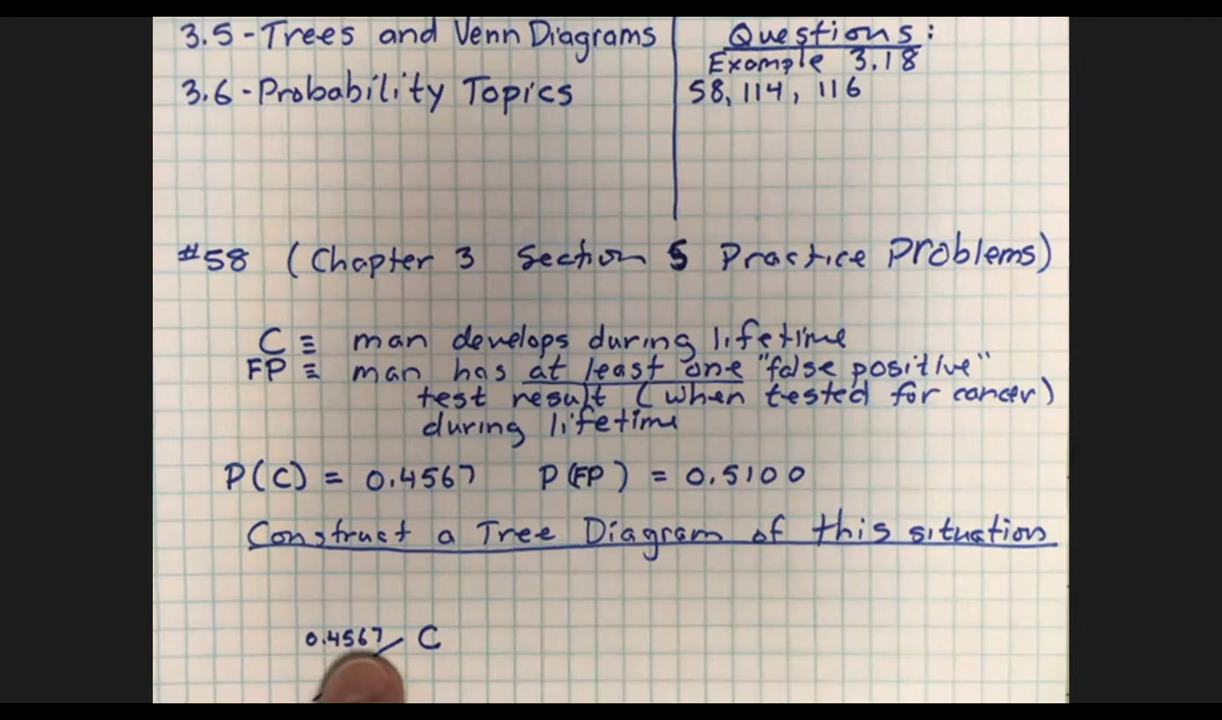 3.5-Trees and Venn Diagrams
3.6-Probability Topics
Questions:
Example 3.18
58, 114, 116
#58 (Chapter 3 Section 5 Practice Problems)
C ≡ man develops during lifetime
FP ≡ man has at least one "false positive"
test result (when tested for cancer)
during lifetime
P(C) = 0.4567 P(FP) = 0.5100
Construct a Tree Diagram of this situation
0.4567 C